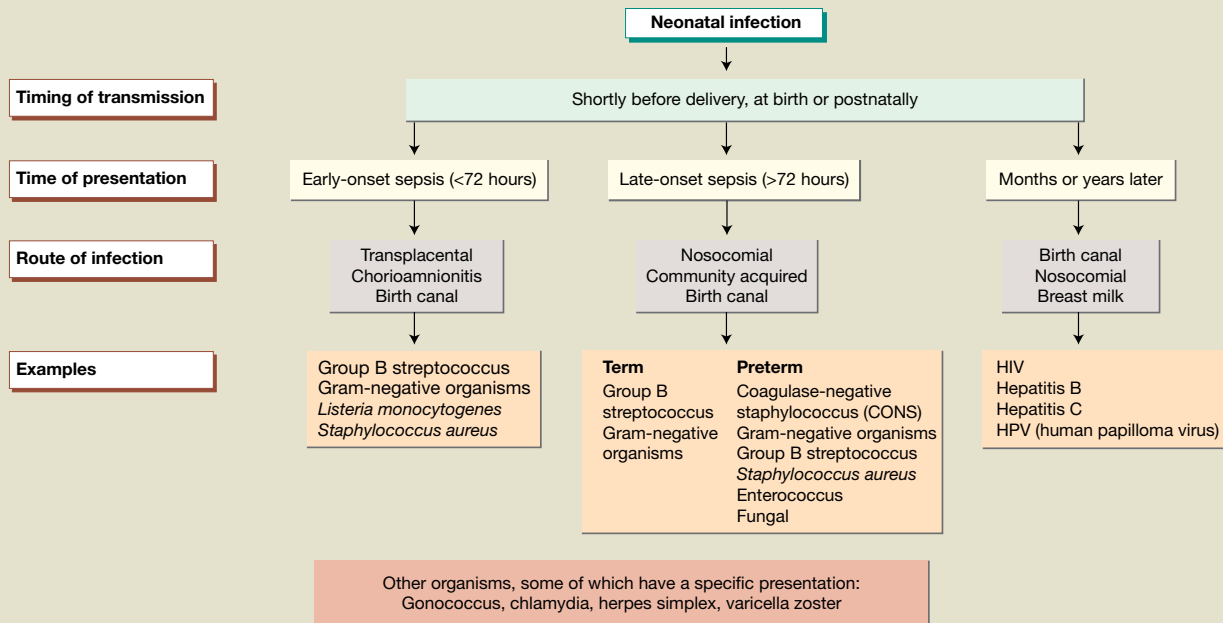 Neonatal infection
Timing of transmission
Shortly before delivery, at birth or postnatally
Time of presentation
Early-onset sepsis (<72 hours)
Late-onset sepsis (>72 hours)
Months or years later
Route of infection
Transplacental
Chorioamnionitis
Birth canal
Nosocomial
Community acquired
Birth canal
Birth canal
Nosocomial
Breast milk
Examples
Group B streptococcus
Gram-negative organisms
Listeria monocytogenes
Staphylococcus aureus
Term
Group B
streptococcus
Gram-negative
organisms
Preterm
Coagulase-negative
staphylococcus (CONS)
Gram-negative organisms
Group B streptococcus
Staphylococcus aureus
Enterococcus
Fungal
HIV
Hepatitis B
Hepatitis C
HPV (human papilloma virus)
Other organisms, some of which have a specific presentation:
Gonococcus, chlamydia, herpes simplex, varicella zoster